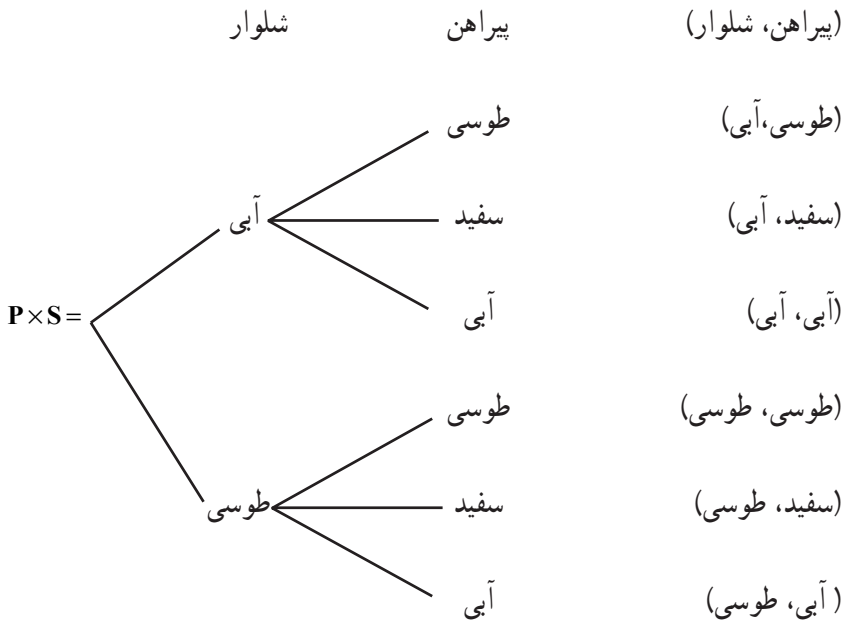 (پیراهن، شلوار) پیراهن شلوار
(طوسی،آبی) طوسی
(سفید، آبی) سفید آبی
(آبی، آبی) آبی
P×S=
(طوسی، طوسی) طوسی
(سفید، طوسی) سفید طوسی
( آبی، طوسی) آبی